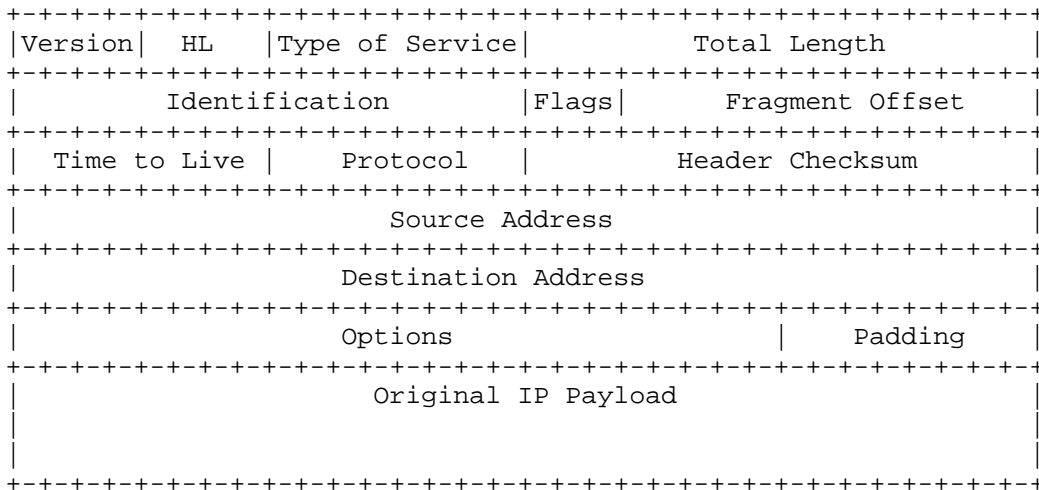 +-+-+-+-+-+-+-+-+-+-+-+-+-+-+-+-+-+-+-+-+-+-+-+-+-+-+-+-+-+-+-+-+
|Version|  HL   |Type of Service|          Total Length         |
+-+-+-+-+-+-+-+-+-+-+-+-+-+-+-+-+-+-+-+-+-+-+-+-+-+-+-+-+-+-+-+-+
|         Identification        |Flags|      Fragment Offset    |
+-+-+-+-+-+-+-+-+-+-+-+-+-+-+-+-+-+-+-+-+-+-+-+-+-+-+-+-+-+-+-+-+
|  Time to Live |    Protocol   |         Header Checksum       |
+-+-+-+-+-+-+-+-+-+-+-+-+-+-+-+-+-+-+-+-+-+-+-+-+-+-+-+-+-+-+-+-+
|                       Source Address                          |
+-+-+-+-+-+-+-+-+-+-+-+-+-+-+-+-+-+-+-+-+-+-+-+-+-+-+-+-+-+-+-+-+
|                    Destination Address                        |
+-+-+-+-+-+-+-+-+-+-+-+-+-+-+-+-+-+-+-+-+-+-+-+-+-+-+-+-+-+-+-+-+
|                    Options                    |    Padding    |
+-+-+-+-+-+-+-+-+-+-+-+-+-+-+-+-+-+-+-+-+-+-+-+-+-+-+-+-+-+-+-+-+
|                      Original IP Payload                      |
|                                                               |
|                                                               |
+-+-+-+-+-+-+-+-+-+-+-+-+-+-+-+-+-+-+-+-+-+-+-+-+-+-+-+-+-+-+-+-+